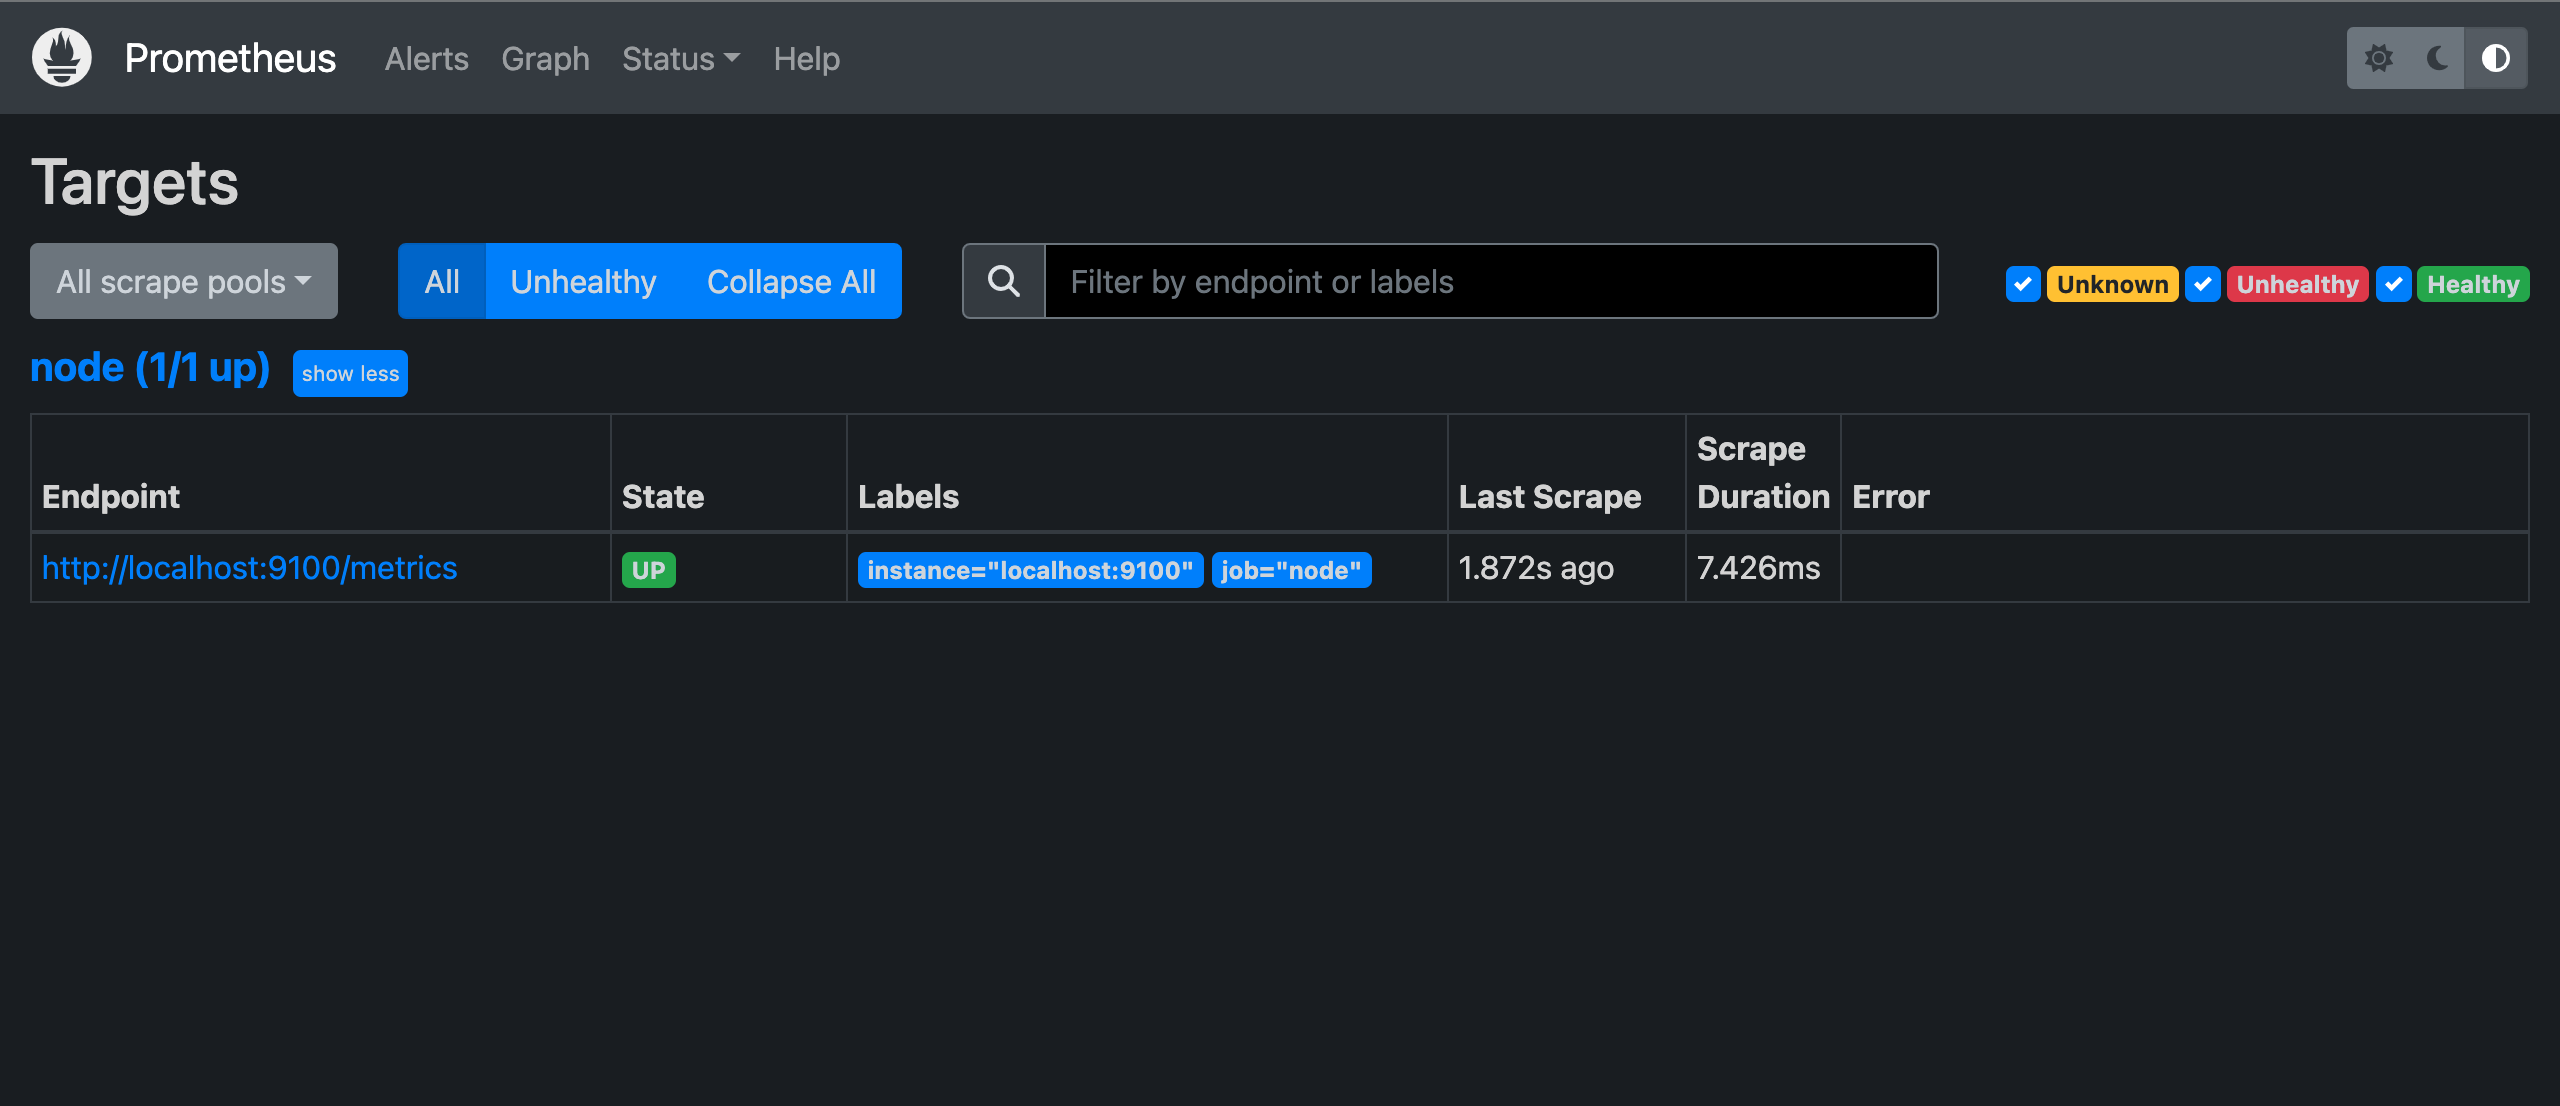 Prometheus Alerts Graph Status Help
Targets
All scrape pools All Unhealthy Collapse All Filter by endpoint or labels Unknown Unhealthy Healthy
node (1/1 up) show less
Endpoint State Labels Last Scrape Scrape Duration Error
http://localhost:9100/metrics UP instance="localhost:9100" job="node" 1.872s ago 7.426ms